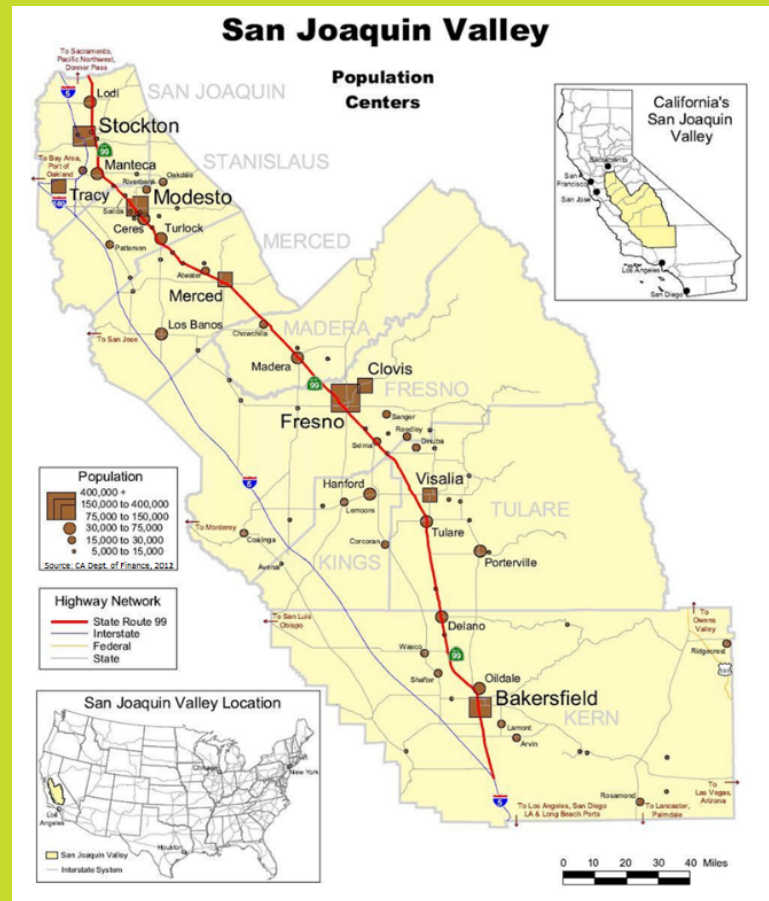 San Joaquin Valley
Population
Centers
To Sacramento,
Pacific Northwest,
Donner Pass
5
Lodi
SAN JOAQUIN
Stockton
99
To Bay Area,
Port of
Oakland
Manteca
STANISLAUS
Oakdale
Riverbank
Tracy
Modesto
Salida
Ceres
Turlock
Patterson
MERCED
Atwater
Merced
Los Banos
To San Jose
Chowchilla
MADERA
Madera
99
Clovis
FRESNO
Fresno
Sanger
Reedley
Selma
Dinuba
5
Hanford
Visalia
Lemoore
TULARE
Tulare
To Monterey
Coalinga
Corcoran
KINGS
Avenal
Porterville
To San Luis
Obispo
Delano
To
Owens
Valley
Wasco
99
Ridgecrest
395
Shafter
Oildale
Bakersfield
KERN
Lamont
Arvin
To
Las Vegas,
Arizona
Rosamond
5
To Los Angeles, San Diego
LA & Long Beach Ports
To Lancaster,
Palmdale
0 10 20 30 40 Miles
California's
San Joaquin
Valley
Sacramento
San
Francisco
San Jose
Los Angeles
San Diego
Population
400,000 +
150,000 to 400,000
75,000 to 150,000
30,000 to 75,000
15,000 to 30,000
5,000 to 15,000
Source: CA Dept. of Finance, 2012
Highway Network
State Route 99
Interstate
Federal
State
San Joaquin Valley Location
Chicago
New York
Los
Angeles
Houston
San Joaquin Valley
Interstate System